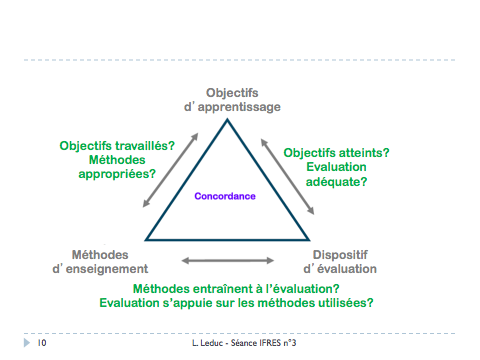 Objectifs
d’apprentissage
Objectifs travaillés?
Méthodes
appropriées?
Objectifs atteints?
Evaluation
adéquate?
Concordance
Méthodes
d’enseignement
Dispositif
d’évaluation
Méthodes entraînent à l’évaluation?
Evaluation s’appuie sur les méthodes utilisées?
10
L. Leduc - Séance IFRES n°3